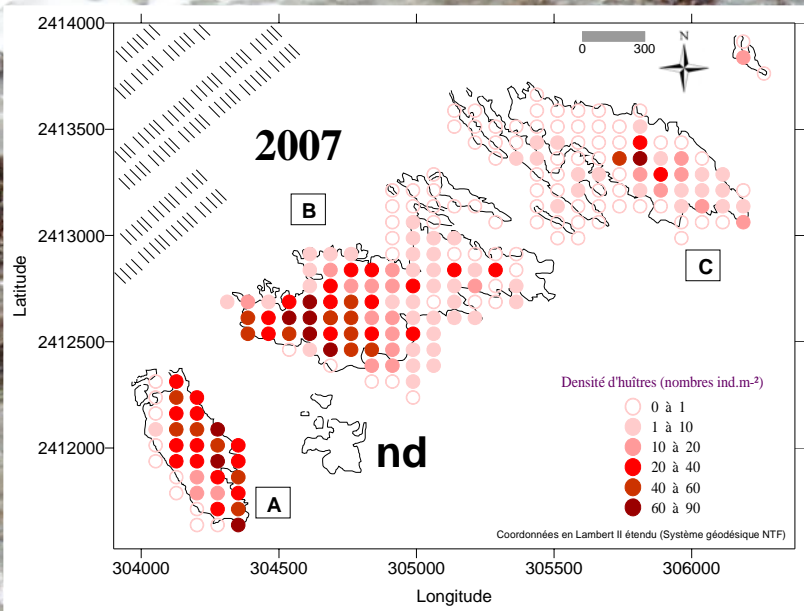 2414000
2413500
2413000
2412500
2412000
Latitude
2007
B
0 300
N
C
nd
A
Densité d'huîtres (nombres ind.m-²)
0 à 1
1 à 10
10 à 20
20 à 40
40 à 60
60 à 90
Coordonnées en Lambert II étendu (Système géodésique NTF)
304000 304500 305000 305500 306000
Longitude